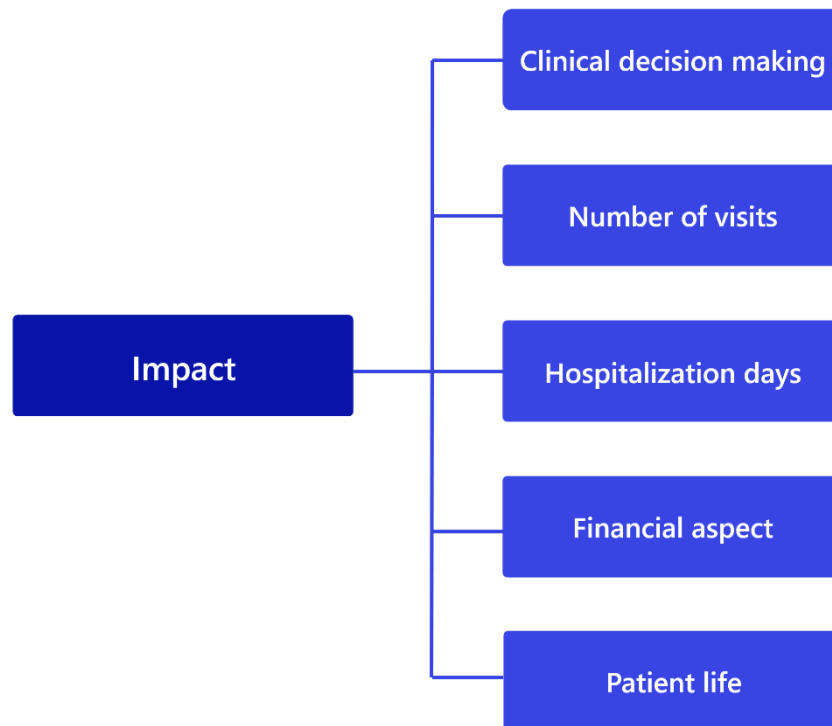 Clinical decision making
Number of visits
Impact
Hospitalization days
Financial aspect
Patient life